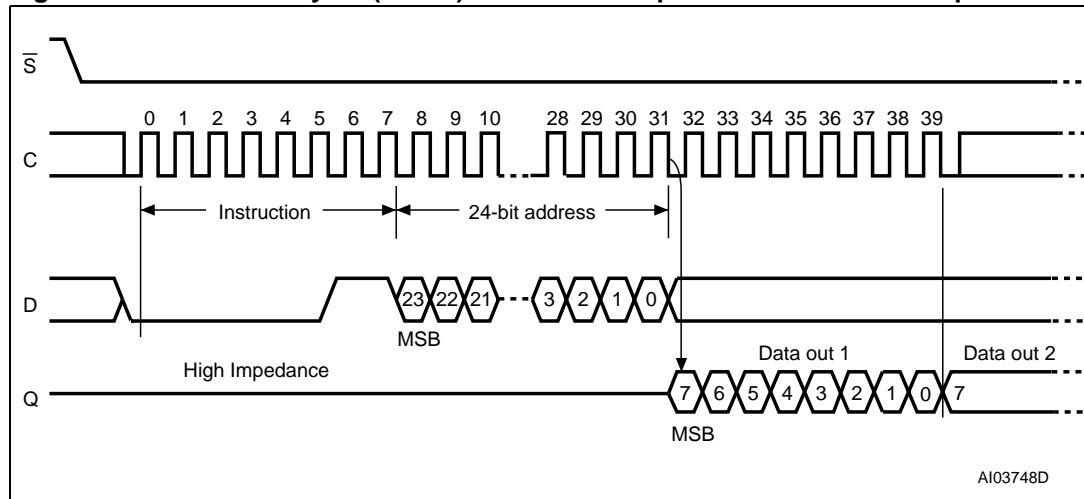 S
0 1 2 3 4 5 6 7 8 9 10 28 29 30 31 32 33 34 35 36 37 38 39
C
Instruction 24-bit address
D
23 22 21 3 2 1 0
MSB
High Impedance
Data out 1 Data out 2
Q
7 6 5 4 3 2 1 0 7
MSB
AI03748D